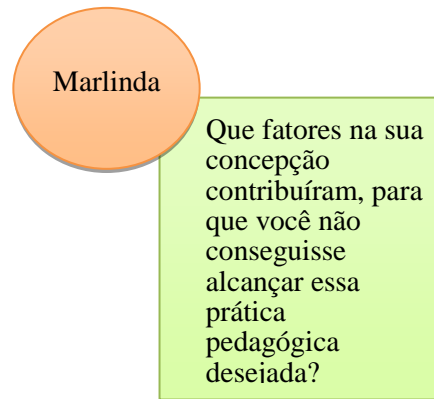 Marlinda
Que fatores na sua
concepção
contribuíram, para
que você não
conseguisse
alcançar essa
prática
pedagógica
desejada?